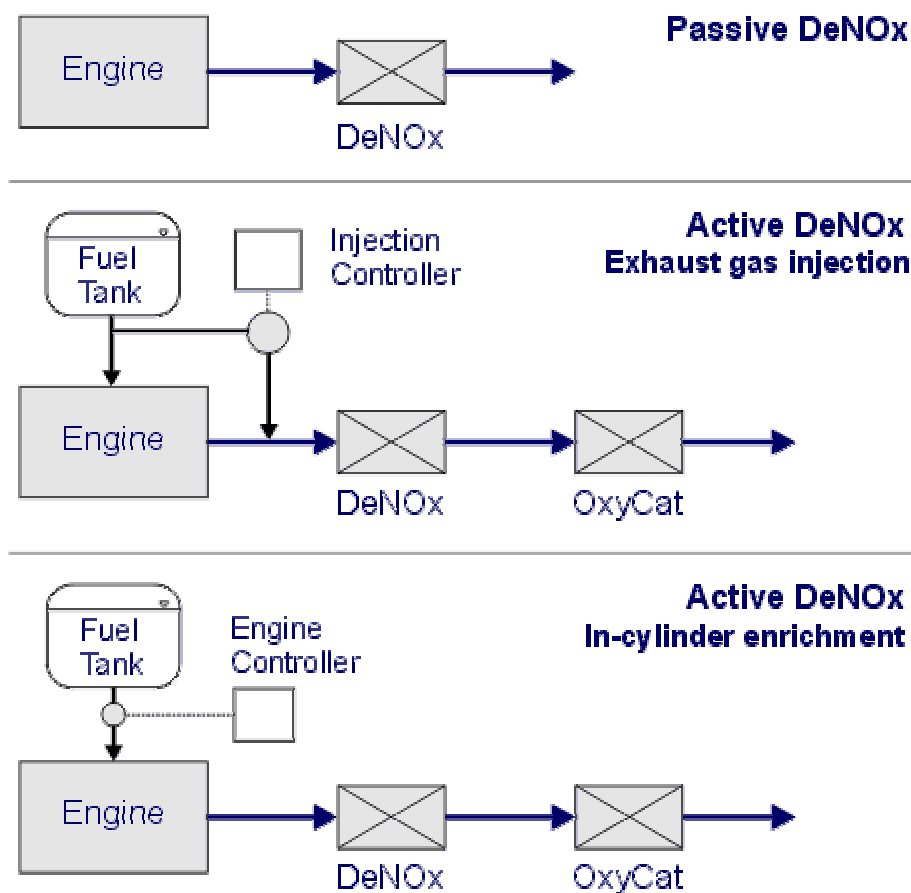 Passive DeNOx
Engine
DeNOx
Active DeNOx
Exhaust gas injection
Fuel
Tank
Injection
Controller
Engine
DeNOx
OxyCat
Active DeNOx
In-cylinder enrichment
Fuel
Tank
Engine
Controller
Engine
DeNOx
OxyCat